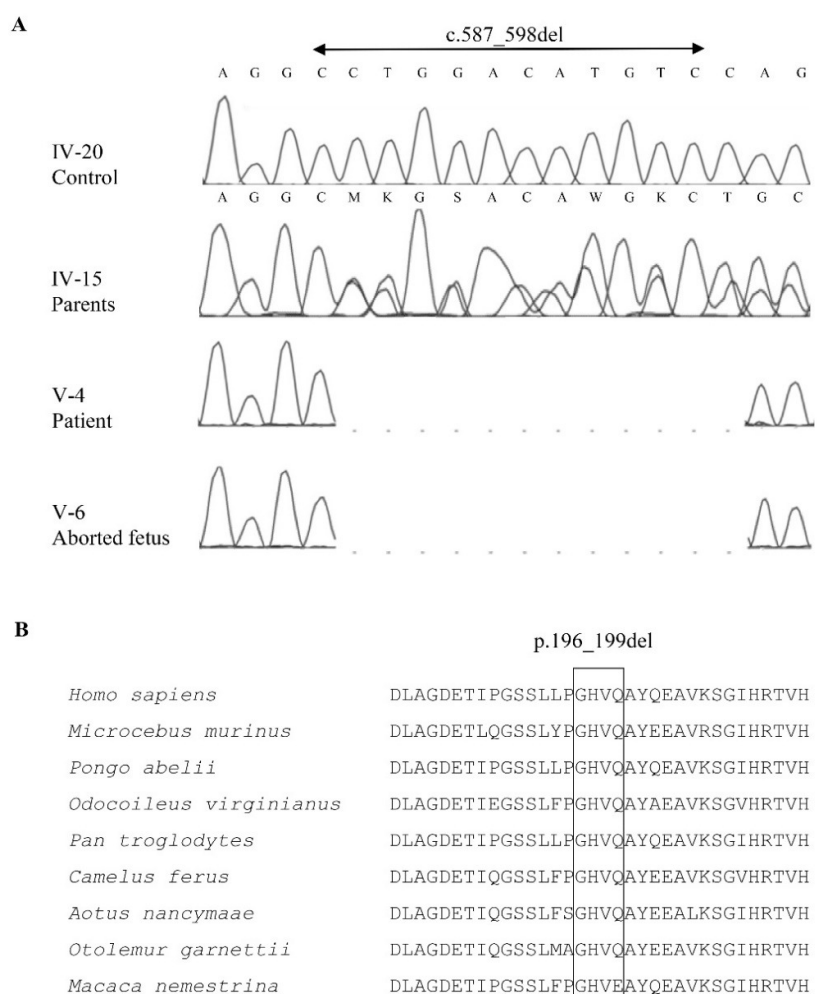 A
c.587_598del
A G G C C T G G A C A T G T C C A G
IV-20
Control
A G G C M K G S A C A W G K C T G C
IV-15
Parents
V-4
Patient
V-6
Aborted fetus
B
p.196_199del
Homo sapiens DLAGDETIPGSSLLPGHVQAYQEAVKSGIHRTVH
Microcebus murinus DLAGDETLQGSSLYPGHVQAYEEAVRSGIHRTVH
Pongo abelii DLAGDETIPGSSLLPGHVQAYQEAVKSGIHRTVH
Odocoileus virginianus DLAGDETIEGSSLFPGHVQAYAEAVKSGVHRTVH
Pan troglodytes DLAGDETIPGSSLLPGHVQAYQEAVKSGIHRTVH
Camelus ferus DLAGDETIQGSSLFPGHVQAYEEAVKSGVHRTVH
Aotus nancymaae DLAGDETIQGSSLFSGHVQAYEEALKSGIHRTVH
Otolemur garnettii DLAGDETIQGSSLMAGHVQAYEEAVKSGIHRTVH
Macaca nemestrina DLAGDETIPGSSLFPGHVEAYQEAVKSGIHRTVH